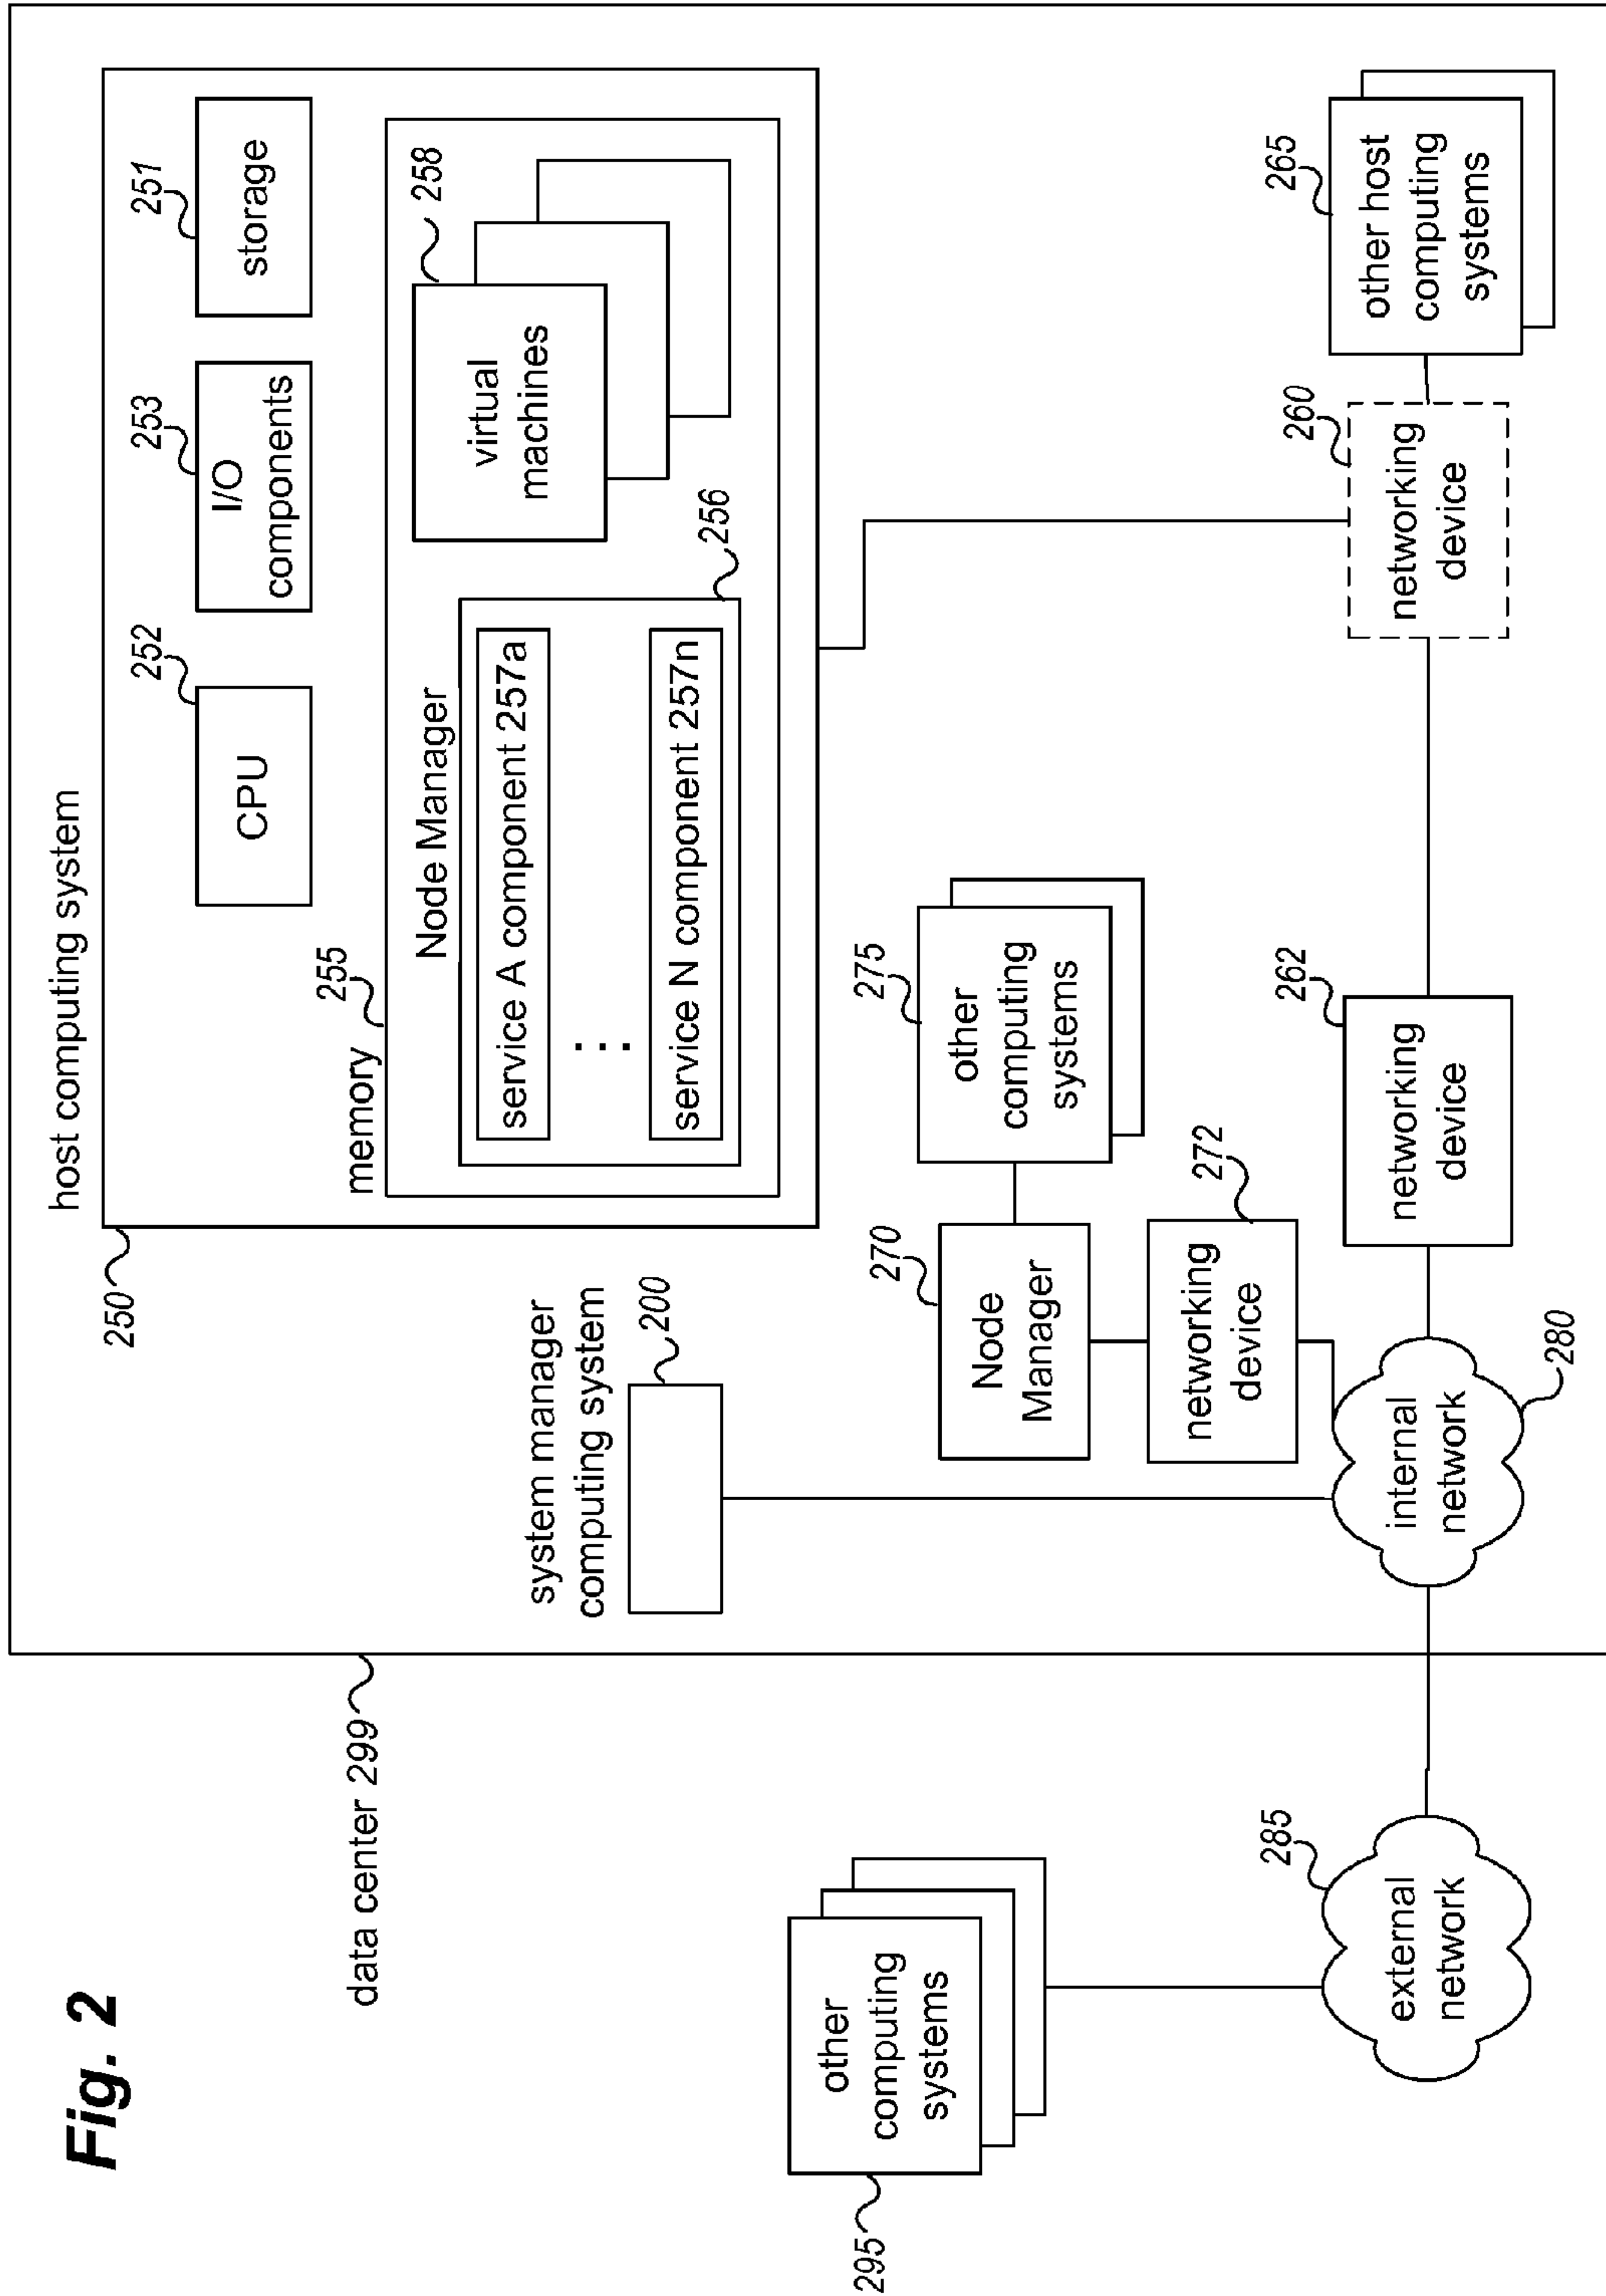 Fig. 2
data center 299
host computing system
250
CPU
252
I/O
components
253
storage
251
memory
255
Node Manager
256
service A component 257a
...
service N component 257n
virtual
machines
258
system manager
computing system
200
Node
Manager
270
other
computing
systems
275
networking
device
272
other
computing
systems
295
external
network
285
internal
network
280
networking
device
262
networking
device
260
other host
computing
systems
265